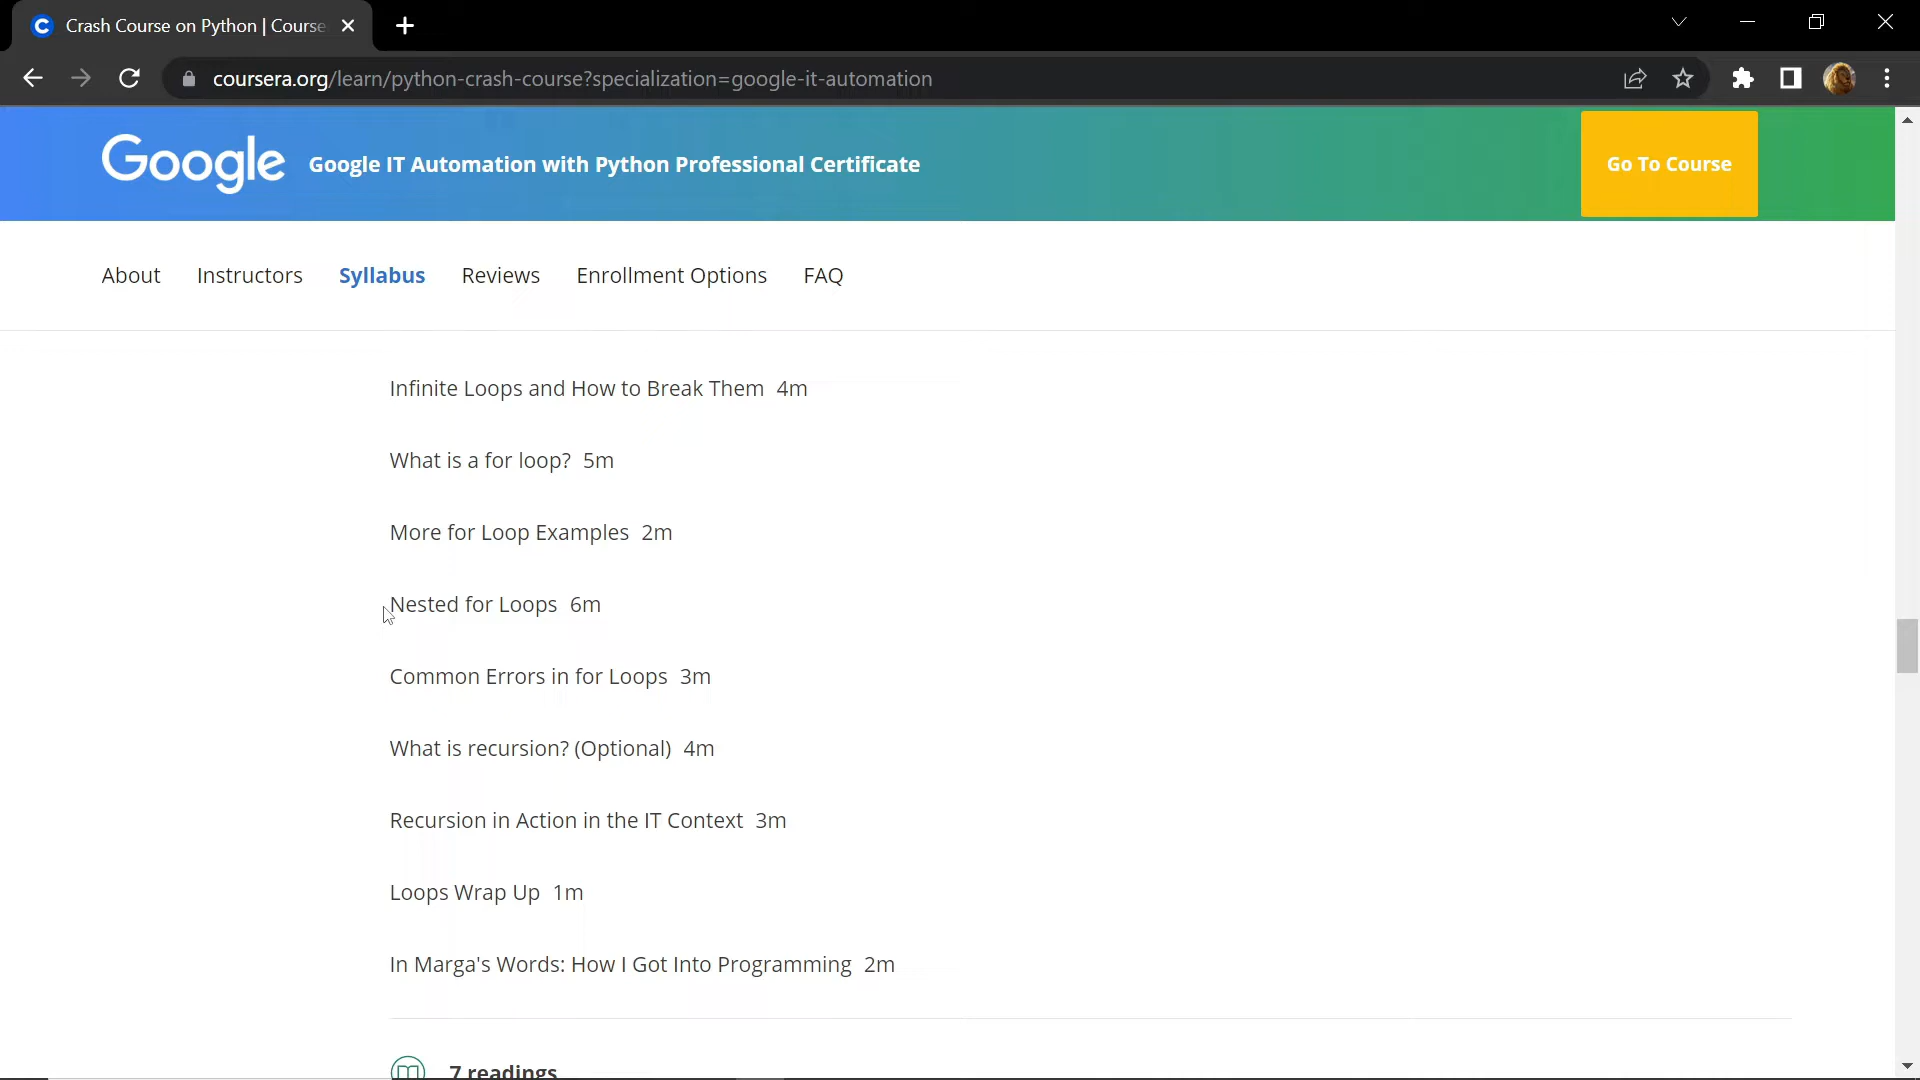 Crash Course on Python | Course
coursera.org/learn/python-crash-course?specialization=google-it-automation
Google
Google IT Automation with Python Professional Certificate
Go To Course
About Instructors Syllabus Reviews Enrollment Options FAQ
Infinite Loops and How to Break Them 4m
What is a for loop? 5m
More for Loop Examples 2m
Nested for Loops 6m
Common Errors in for Loops 3m
What is recursion? (Optional) 4m
Recursion in Action in the IT Context 3m
Loops Wrap Up 1m
In Marga's Words: How I Got Into Programming 2m
7 readings